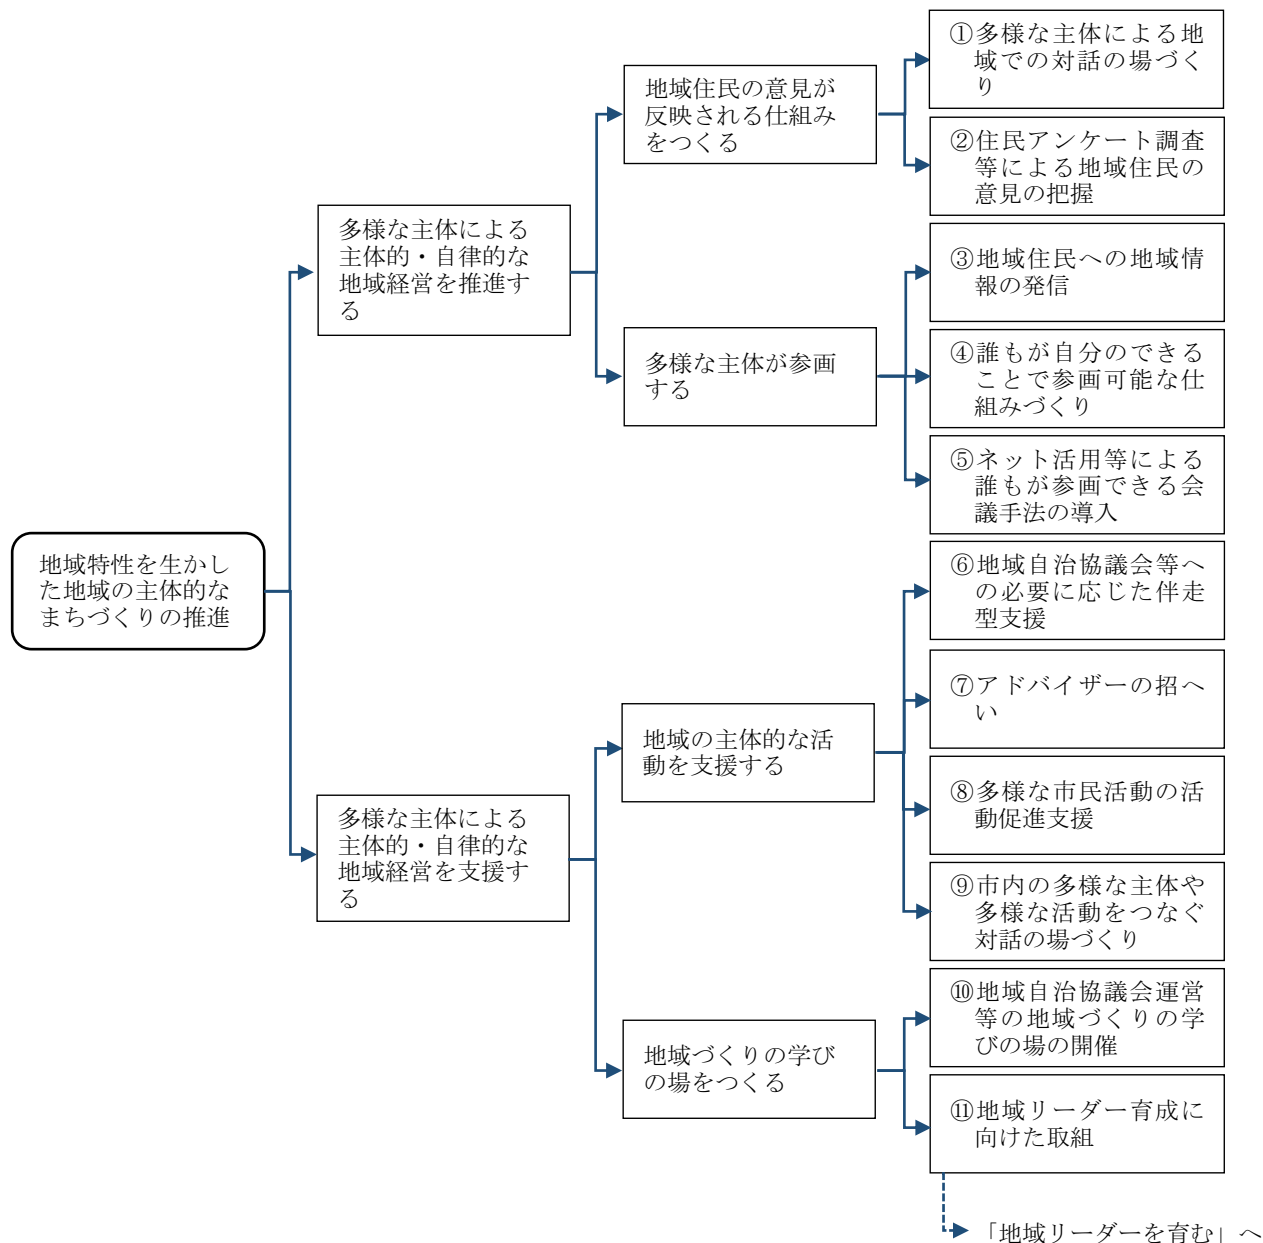 地域特性を生かし
た地域の主体的な
まちづくりの推進
多様な主体による
主体的・自律的な
地域経営を推進す
る
地域住民の意見が
反映される仕組み
をつくる
①多様な主体による地
域での対話の場づく
り
②住民アンケート調査
等による地域住民の
意見の把握
多様な主体が参画
する
③地域住民への地域情
報の発信
④誰もが自分のできる
ことで参画可能な仕
組みづくり
⑤ネット活用等による
誰もが参画できる会
議手法の導入
多様な主体による
主体的・自律的な
地域経営を支援す
る
地域の主体的な活
動を支援する
⑥地域自治協議会等へ
の必要に応じた伴走
型支援
⑦アドバイザーの招へ
い
⑧多様な市民活動の活
動促進支援
⑨市内の多様な主体や
多様な活動をつなぐ
対話の場づくり
地域づくりの学び
の場をつくる
⑩地域自治協議会運営
等の地域づくりの学
びの場の開催
⑪地域リーダー育成に
向けた取組
「地域リーダーを育む」へ